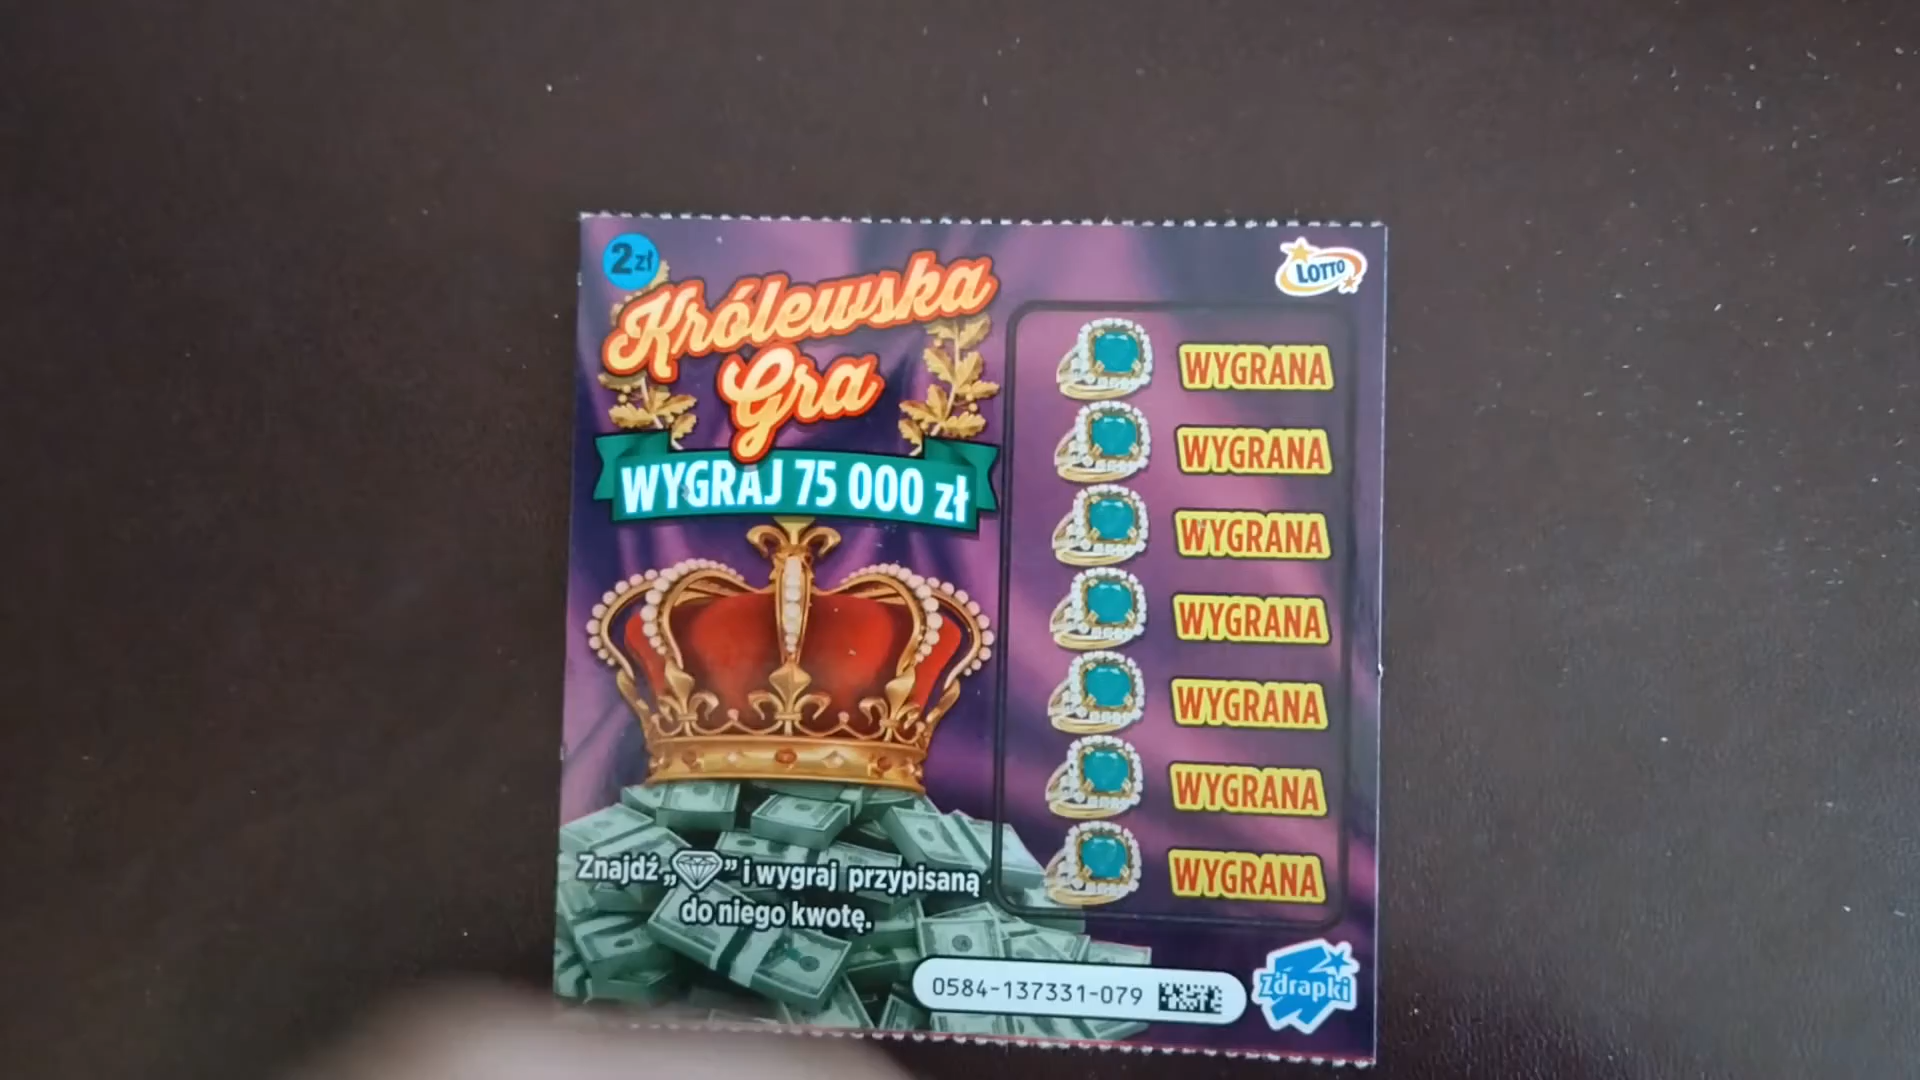 2zł
LOTTO
Królewska
Gra
WYGRAJ 75 000 zł
WYGRANA
WYGRANA
WYGRANA
WYGRANA
WYGRANA
WYGRANA
WYGRANA
Znajdź „ ” i wygraj przypisaną
do niego kwotę.
0584-137331-079
Zdrapki